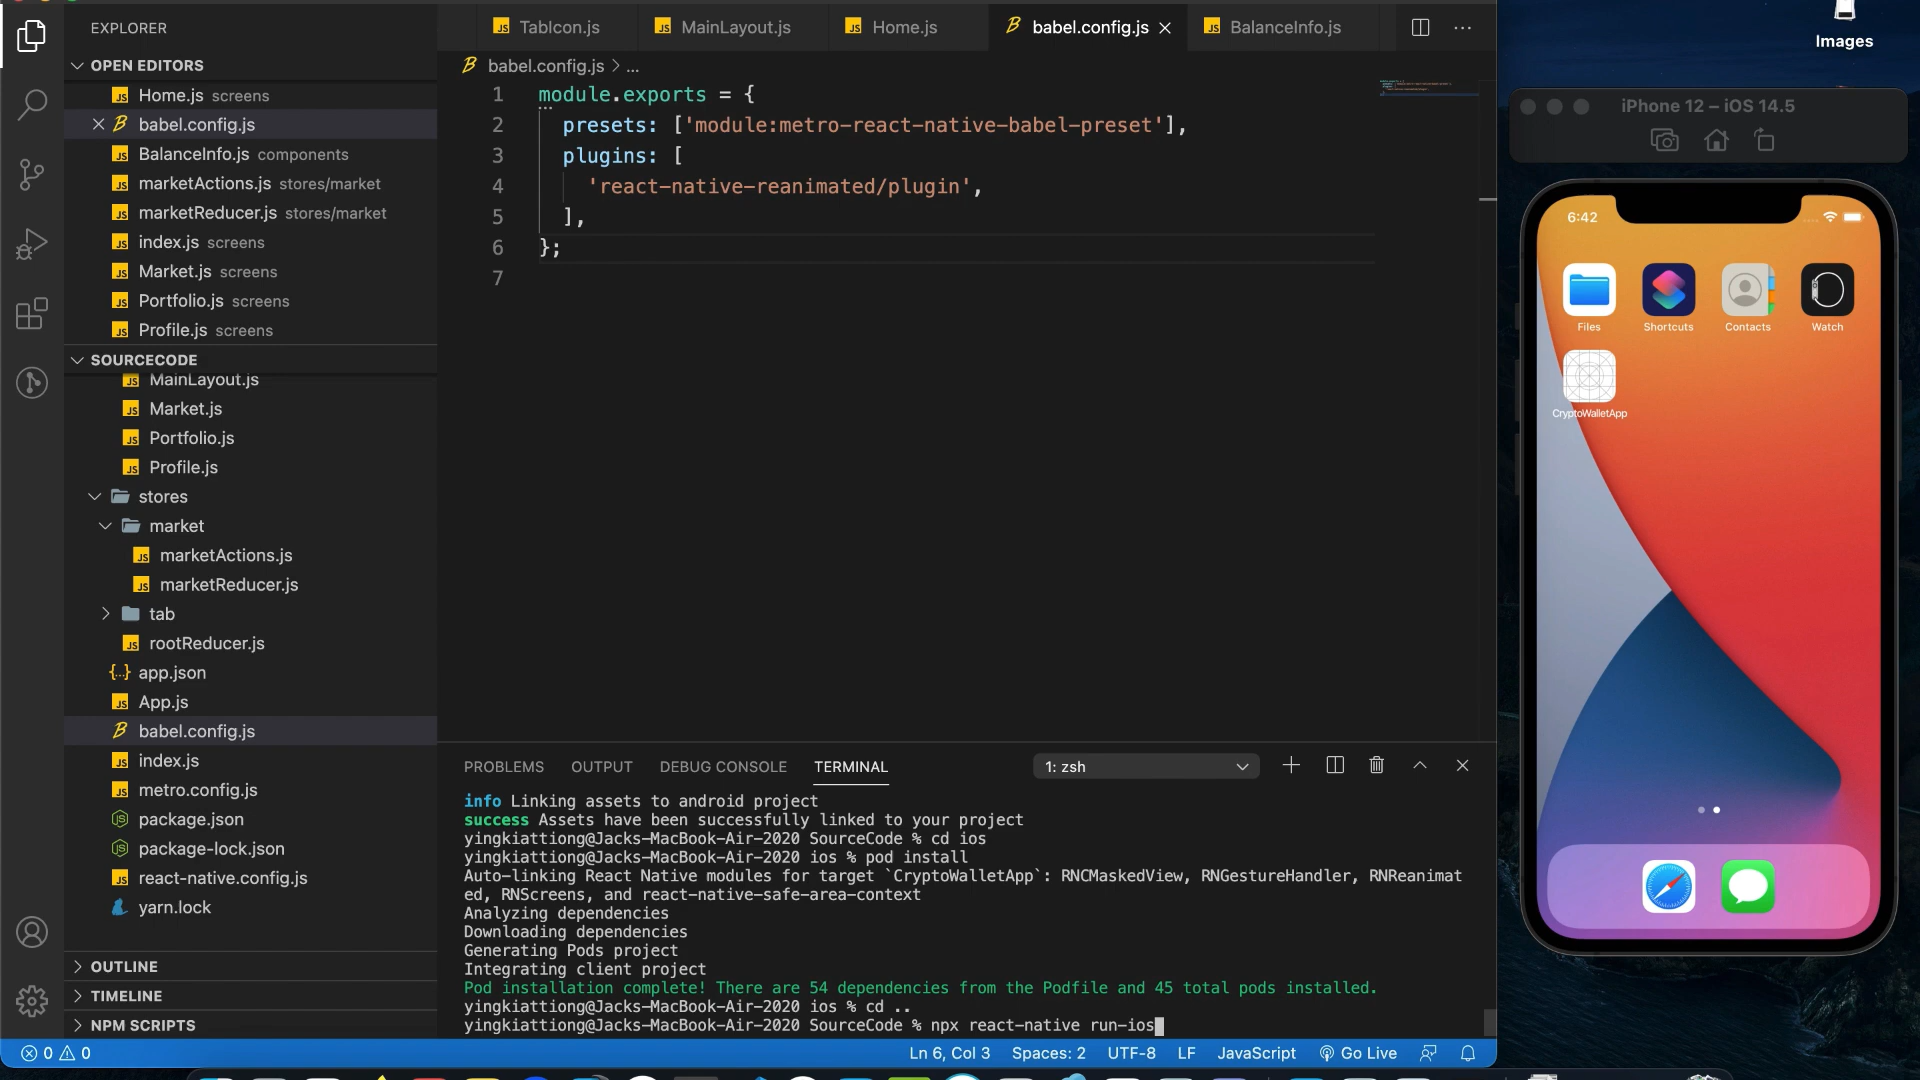 EXPLORER
OPEN EDITORS
Home.js screens
babel.config.js
BalanceInfo.js components
marketActions.js stores/market
marketReducer.js stores/market
index.js screens
Market.js screens
Portfolio.js screens
Profile.js screens
SOURCECODE
MainLayout.js
Market.js
Portfolio.js
Profile.js
stores
market
marketActions.js
marketReducer.js
tab
rootReducer.js
app.json
App.js
babel.config.js
index.js
metro.config.js
package.json
package-lock.json
react-native.config.js
yarn.lock
OUTLINE
TIMELINE
NPM SCRIPTS
TabIcon.js MainLayout.js Home.js babel.config.js BalanceInfo.js
babel.config.js > ...
1 module.exports = {
2 presets: ['module:metro-react-native-babel-preset'],
3 plugins: [
4 'react-native-reanimated/plugin',
5 ],
6 };
7
PROBLEMS OUTPUT DEBUG CONSOLE TERMINAL 1: zsh
info Linking assets to android project
success Assets have been successfully linked to your project
yingkiattiong@Jacks-MacBook-Air-2020 SourceCode % cd ios
yingkiattiong@Jacks-MacBook-Air-2020 ios % pod install
Auto-linking React Native modules for target `CryptoWalletApp`: RNCMaskedView, RNGestureHandler, RNReanimat
ed, RNScreens, and react-native-safe-area-context
Analyzing dependencies
Downloading dependencies
Generating Pods project
Integrating client project
Pod installation complete! There are 54 dependencies from the Podfile and 45 total pods installed.
yingkiattiong@Jacks-MacBook-Air-2020 ios % cd ..
yingkiattiong@Jacks-MacBook-Air-2020 SourceCode % npx react-native run-ios
0 0 Ln 6, Col 3 Spaces: 2 UTF-8 LF JavaScript Go Live
Images
iPhone 12 – iOS 14.5
6:42
Files Shortcuts Contacts Watch
CryptoWalletApp